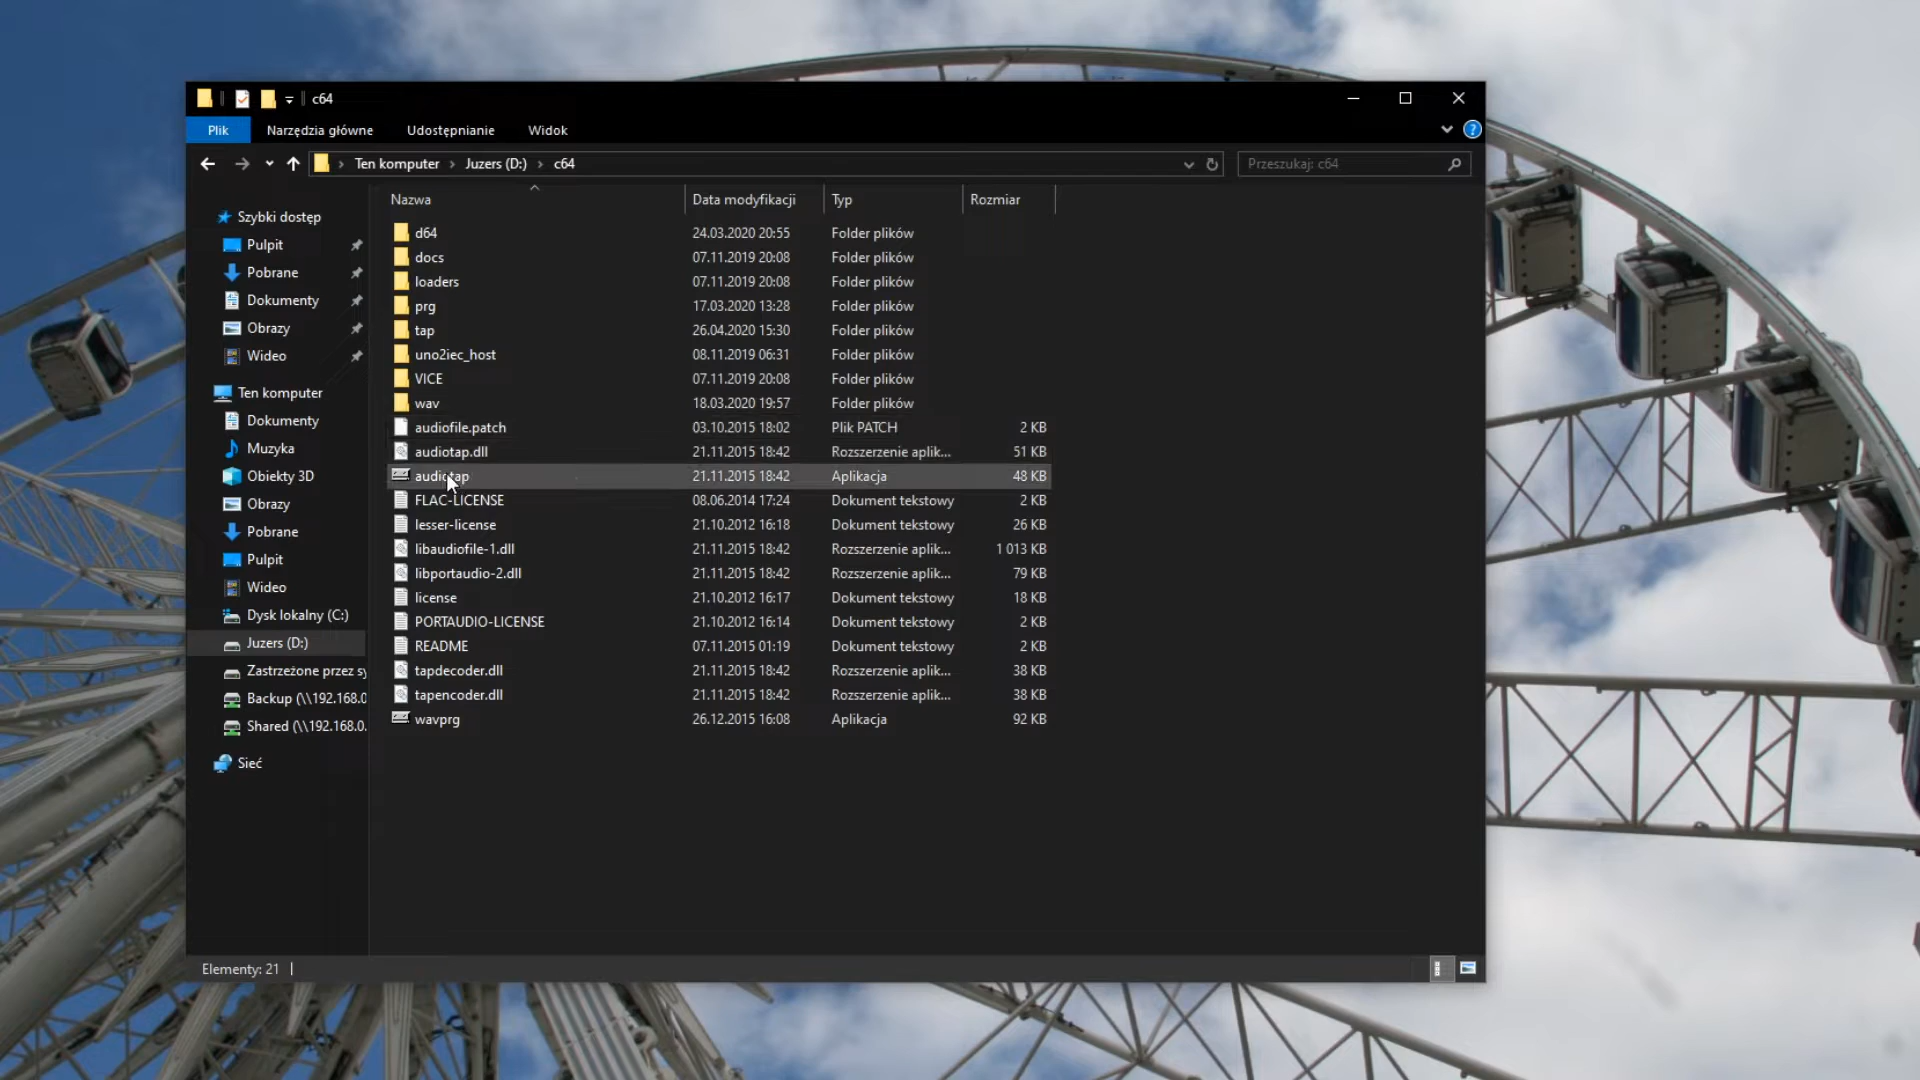 c64
Plik Narzędzia główne Udostępnianie Widok
Ten komputer Juzers (D:) c64
Przeszukaj: c64
Szybki dostęp
Pulpit
Pobrane
Dokumenty
Obrazy
Wideo
Ten komputer
Dokumenty
Muzyka
Obiekty 3D
Obrazy
Pobrane
Pulpit
Wideo
Dysk lokalny (C:)
Juzers (D:)
Zastrzeżone przez sy
Backup (\\192.168.0
Shared (\\192.168.0.
Sieć
Nazwa Data modyfikacji Typ Rozmiar
d64 24.03.2020 20:55 Folder plików
docs 07.11.2019 20:08 Folder plików
loaders 07.11.2019 20:08 Folder plików
prg 17.03.2020 13:28 Folder plików
tap 26.04.2020 15:30 Folder plików
uno2iec_host 08.11.2019 06:31 Folder plików
VICE 07.11.2019 20:08 Folder plików
wav 18.03.2020 19:57 Folder plików
audiofile.patch 03.10.2015 18:02 Plik PATCH 2 KB
audiotap.dll 21.11.2015 18:42 Rozszerzenie aplik... 51 KB
audiotap 21.11.2015 18:42 Aplikacja 48 KB
FLAC-LICENSE 08.06.2014 17:24 Dokument tekstowy 2 KB
lesser-license 21.10.2012 16:18 Dokument tekstowy 26 KB
libaudiofile-1.dll 21.11.2015 18:42 Rozszerzenie aplik... 1 013 KB
libportaudio-2.dll 21.11.2015 18:42 Rozszerzenie aplik... 79 KB
license 21.10.2012 16:17 Dokument tekstowy 18 KB
PORTAUDIO-LICENSE 21.10.2012 16:14 Dokument tekstowy 2 KB
README 07.11.2015 01:19 Dokument tekstowy 2 KB
tapdecoder.dll 21.11.2015 18:42 Rozszerzenie aplik... 38 KB
tapencoder.dll 21.11.2015 18:42 Rozszerzenie aplik... 38 KB
wavprg 26.12.2015 16:08 Aplikacja 92 KB
Elementy: 21